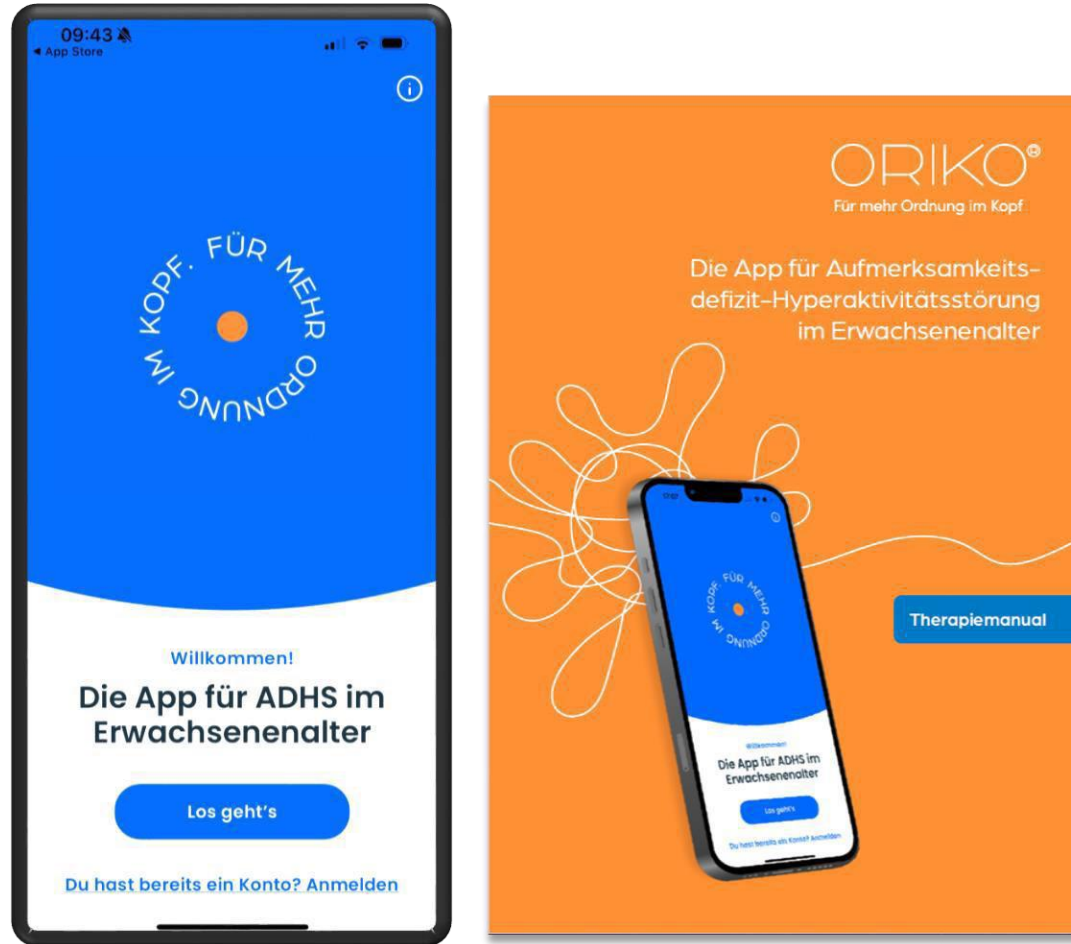 09:43
App Store
FÜR MEHR ORDNUNG IM KOPF.
Willkommen!
Die App für ADHS im
Erwachsenenalter
Los geht's
Du hast bereits ein Konto? Anmelden
ORIKO®
Für mehr Ordnung im Kopf
Die App für Aufmerksamkeits-
defizit-Hyperaktivitätsstörung
im Erwachsenenalter
FÜR MEHR ORDNUNG IM KOPF.
Therapiemanual
Willkommen!
Die App für ADHS im
Erwachsenenalter
Los geht's
Du hast bereits ein Konto? Anmelden